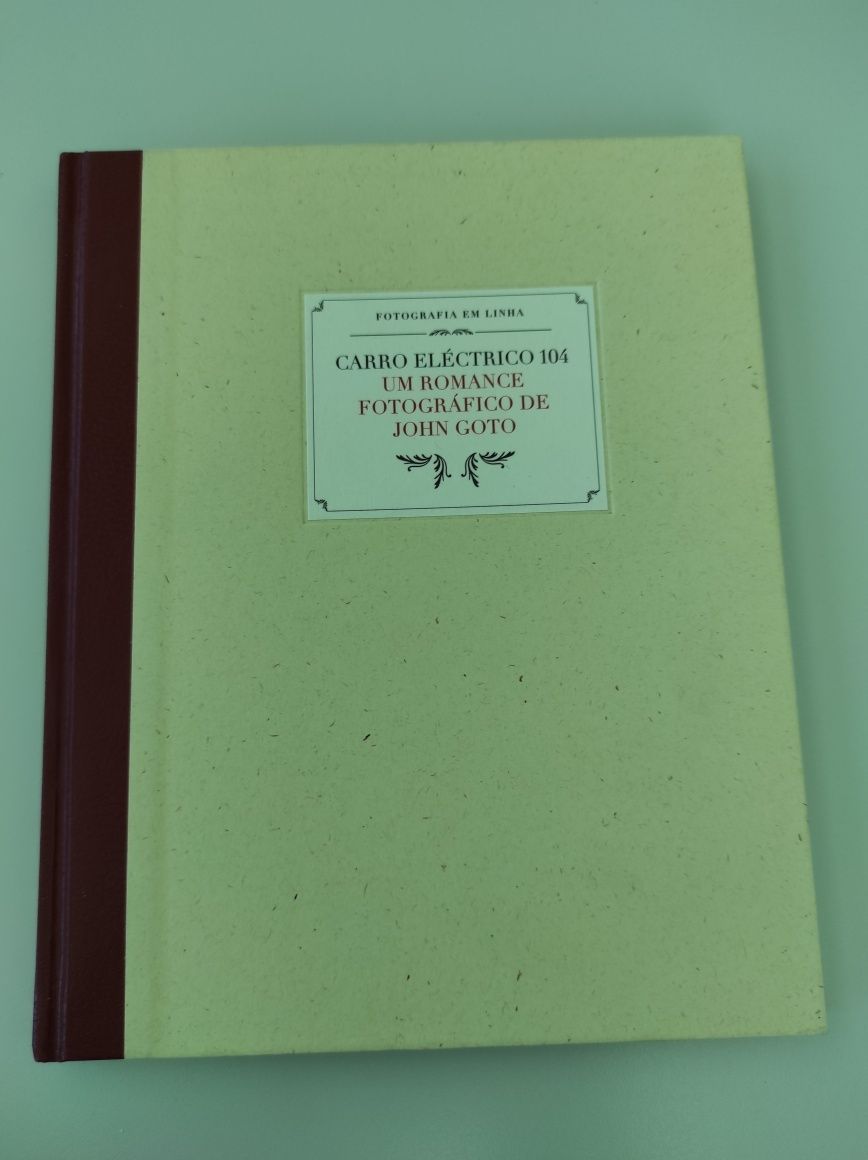 FOTOGRAFIA EM LINHA
CARRO ELÉCTRICO 104
UM ROMANCE
FOTOGRÁFICO DE
JOHN GOTO